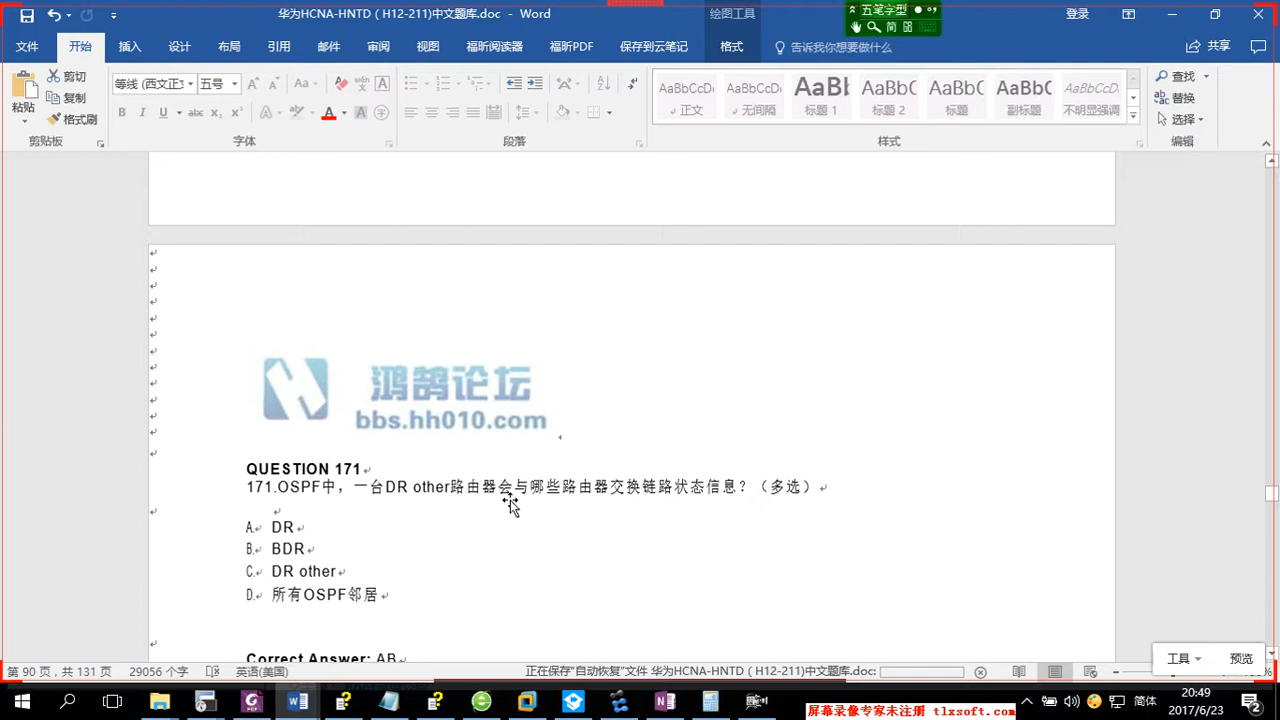 华为HCNA-HNTD（H12-211)中文题库.doc - Word
绘图工具
五笔字型
简
登录
文件 开始 插入 设计 布局 引用 邮件 审阅 视图 福昕阅读器 福昕PDF 保存到云笔记 格式 告诉我你想要做什么 共享
粘贴
剪切
复制
格式刷
剪贴板
等线 (西文正文 五号
字体
段落
AaBbCcDc 正文
AaBbCcDc 无间隔
AaBb 标题 1
AaBbC 标题 2
AaBbC 标题
AaBbC 副标题
AaBbCcD. 不明显强调
样式
查找
替换
选择
编辑
鸿鹄论坛
bbs.hh010.com
QUESTION 171
171.OSPF中，一台DR other路由器会与哪些路由器交换链路状态信息？（多选）
A. DR
B. BDR
C. DR other
D. 所有OSPF邻居
Correct Answer: AB
工具 预览
第 90 页，共 131 页 29056 个字 英语(美国) 正在保存"自动恢复"文件 华为HCNA-HNTD（H12-211)中文题库.doc:
简体
20:49
2017/6/23
2
屏幕录像专家未注册 tlxsoft.com